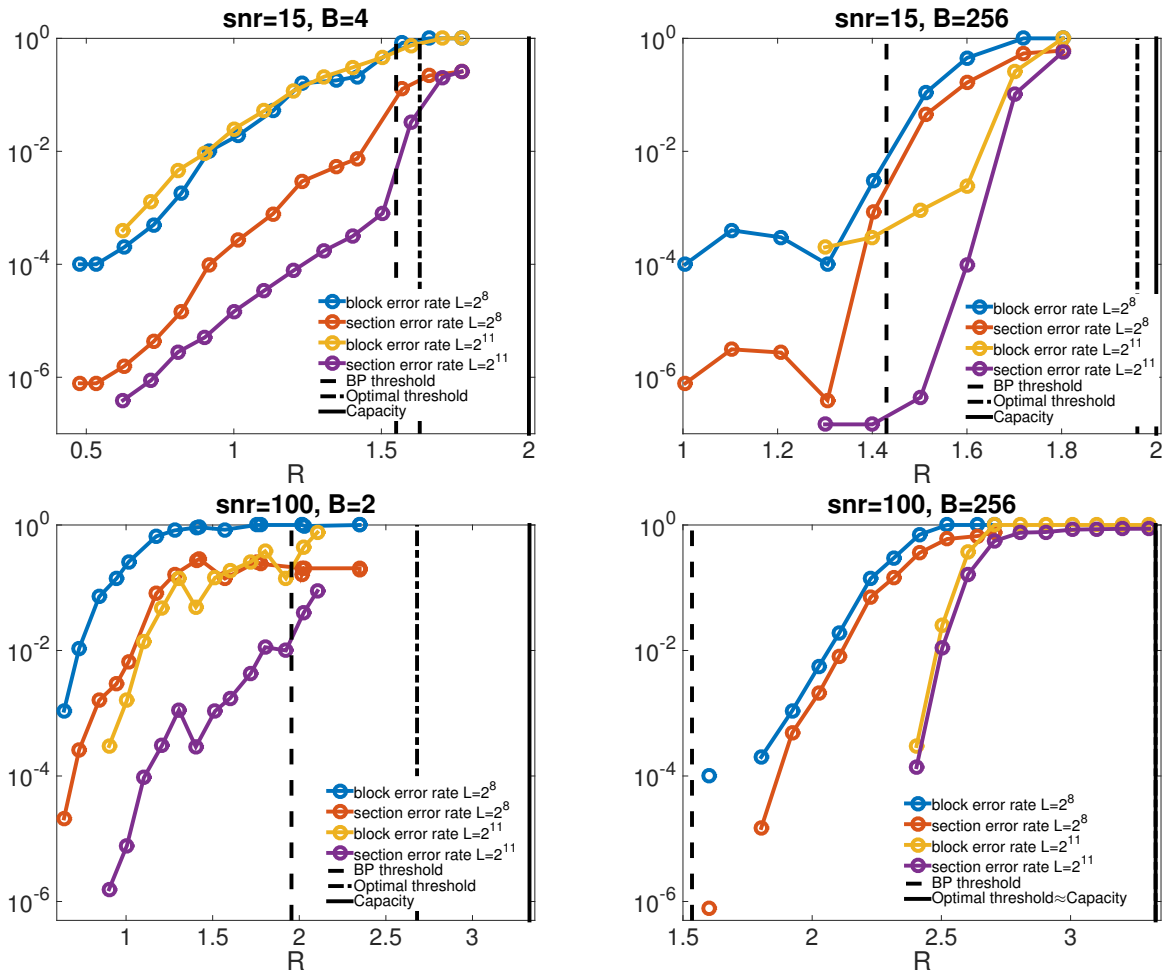 snr=15, B=4
10^0
10^-2
10^-4
10^-6
block error rate L=2^8
section error rate L=2^8
block error rate L=2^11
section error rate L=2^11
BP threshold
Optimal threshold
Capacity
0.5 1 1.5 2
R
snr=15, B=256
10^0
10^-2
10^-4
10^-6
block error rate L=2^8
section error rate L=2^8
block error rate L=2^11
section error rate L=2^11
BP threshold
Optimal threshold
Capacity
1 1.2 1.4 1.6 1.8 2
R
snr=100, B=2
10^0
10^-2
10^-4
10^-6
block error rate L=2^8
section error rate L=2^8
block error rate L=2^11
section error rate L=2^11
BP threshold
Optimal threshold
Capacity
1 1.5 2 2.5 3
R
snr=100, B=256
10^0
10^-2
10^-4
10^-6
block error rate L=2^8
section error rate L=2^8
block error rate L=2^11
section error rate L=2^11
BP threshold
Optimal threshold≈Capacity
1.5 2 2.5 3
R